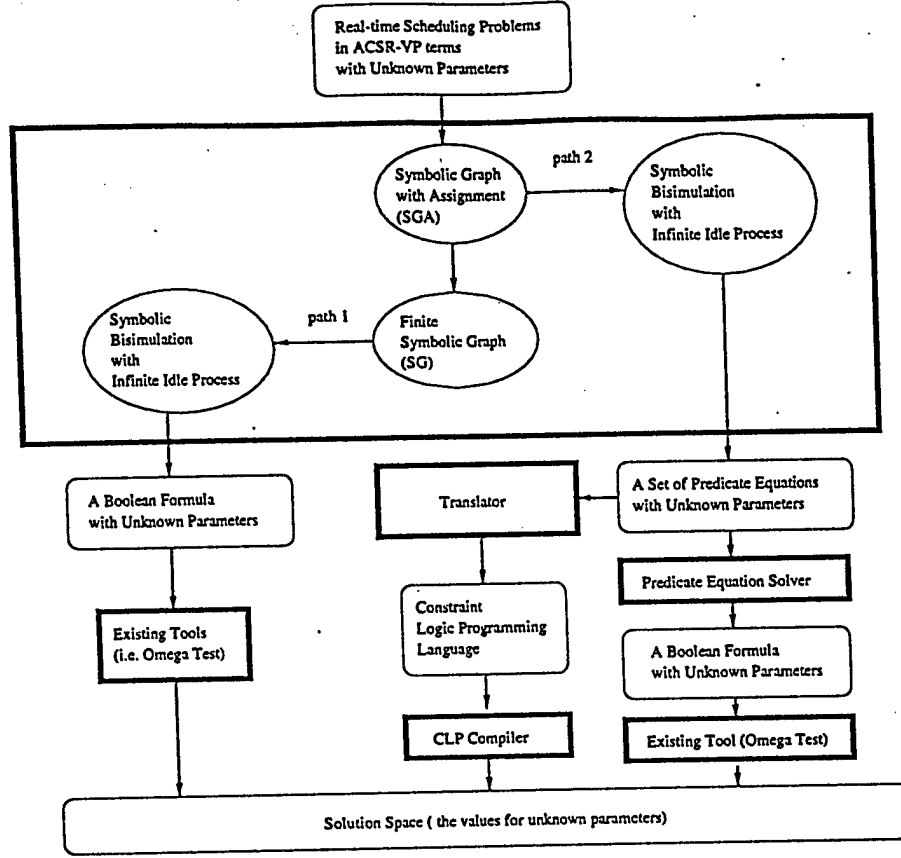 Real-time Scheduling Problems
in ACSR-VP terms
with Unknown Parameters
path 2
Symbolic Graph
with Assignment
(SGA)
Symbolic
Bisimulation
with
Infinite Idle Process
path 1
Finite
Symbolic Graph
(SG)
Symbolic
Bisimulation
with
Infinite Idle Process
A Boolean Formula
with Unknown Parameters
Translator
A Set of Predicate Equations
with Unknown Parameters
Predicate Equation Solver
Existing Tools
(i.e. Omega Test)
Constraint
Logic Programming
Language
A Boolean Formula
with Unknown Parameters
CLP Compiler
Existing Tool (Omega Test)
Solution Space ( the values for unknown parameters)